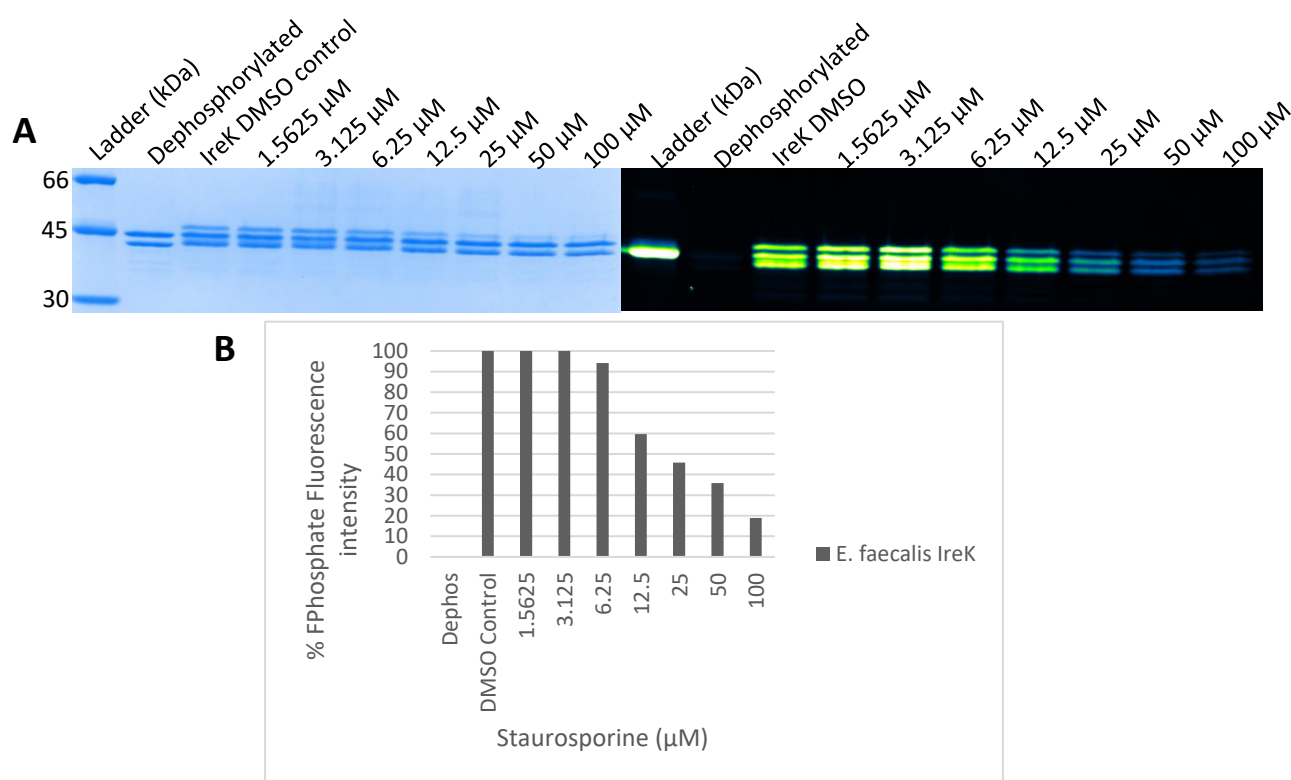 A
Ladder (kDa)
Dephosphorylated
IreK DMSO control
1.5625 µM
3.125 µM
6.25 µM
12.5 µM
25 µM
50 µM
100 µM
Ladder (kDa)
Dephosphorylated
IreK DMSO
1.5625 µM
3.125 µM
6.25 µM
12.5 µM
25 µM
50 µM
100 µM
66
45
30
B
% FPhosphate Fluorescence
intensity
100
90
80
70
60
50
40
30
20
10
0
Dephos
DMSO Control
1.5625
3.125
6.25
12.5
25
50
100
Staurosporine (µM)
E. faecalis IreK